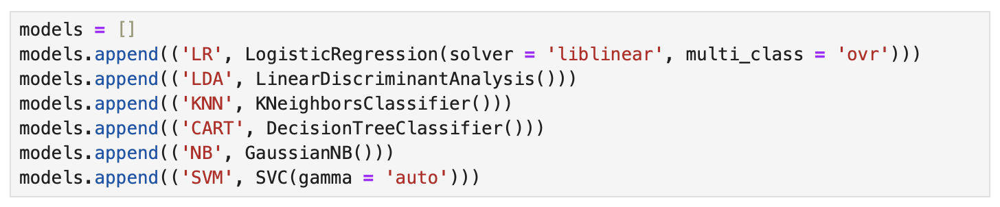 models = []
models.append(('LR', LogisticRegression(solver = 'liblinear', multi_class = 'ovr')))
models.append(('LDA', LinearDiscriminantAnalysis()))
models.append(('KNN', KNeighborsClassifier()))
models.append(('CART', DecisionTreeClassifier()))
models.append(('NB', GaussianNB()))
models.append(('SVM', SVC(gamma = 'auto')))